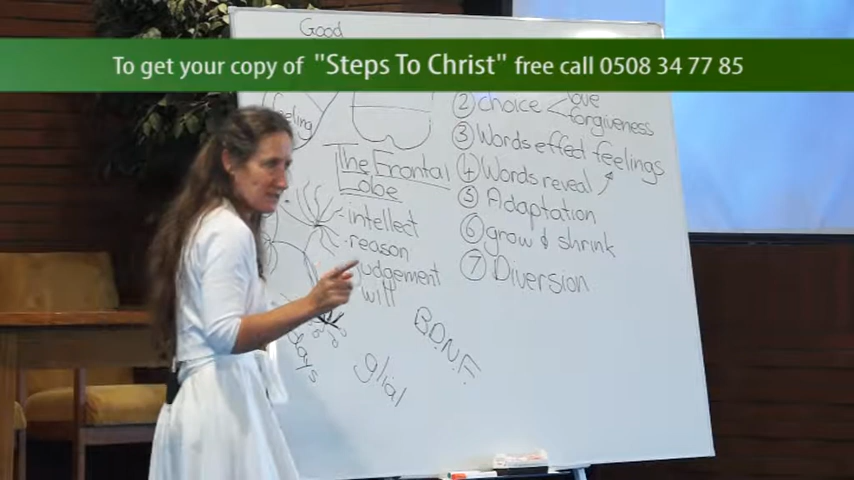 Good
To get your copy of "Steps To Christ" free call 0508 34 77 85
② choice < love
forgiveness
③ Words effect feelings
④ Words reveal
⑤ Adaptation
⑥ grow & shrink
⑦ Diversion
The Frontal
Lobe
intellect
reason
judgement
will
B.D.N.F.
glial
days